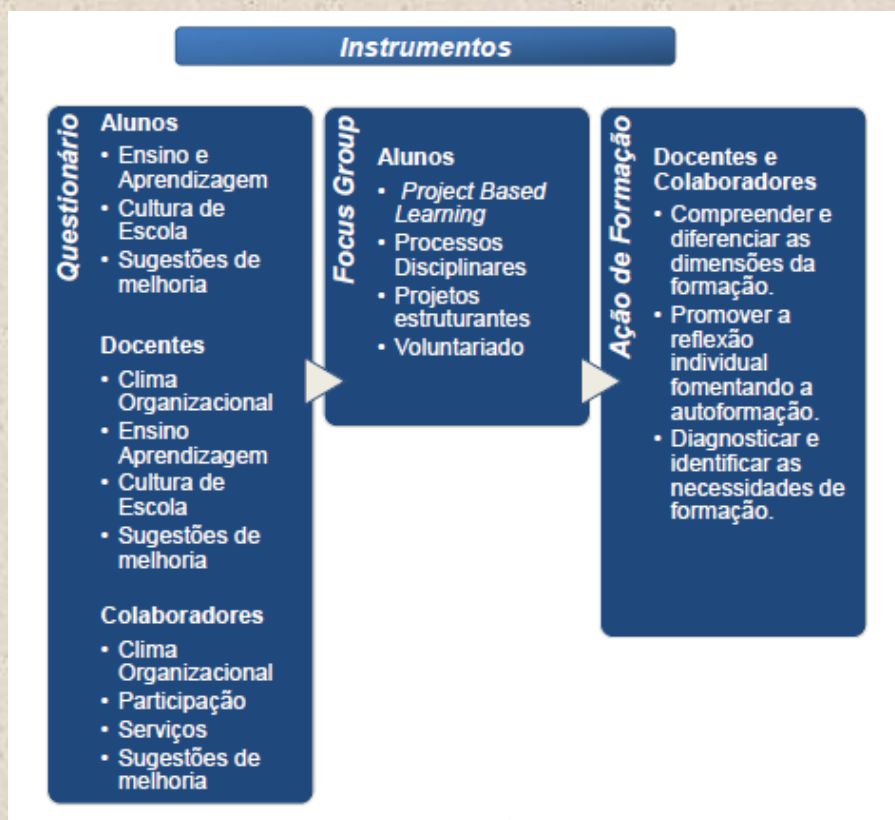 Instrumentos
Questionário
Alunos
• Ensino e
Aprendizagem
• Cultura de
Escola
• Sugestões de
melhoria
Docentes
• Clima
Organizacional
• Ensino
Aprendizagem
• Cultura de
Escola
• Sugestões de
melhoria
Colaboradores
• Clima
Organizacional
• Participação
• Serviços
• Sugestões de
melhoria
Focus Group
Alunos
• Project Based
Learning
• Processos
Disciplinares
• Projetos
estruturantes
• Voluntariado
Ação de Formação
Docentes e
Colaboradores
• Compreender e
diferenciar as
dimensões da
formação.
• Promover a
reflexão
individual
fomentando a
autoformação.
• Diagnosticar e
identificar as
necessidades de
formação.